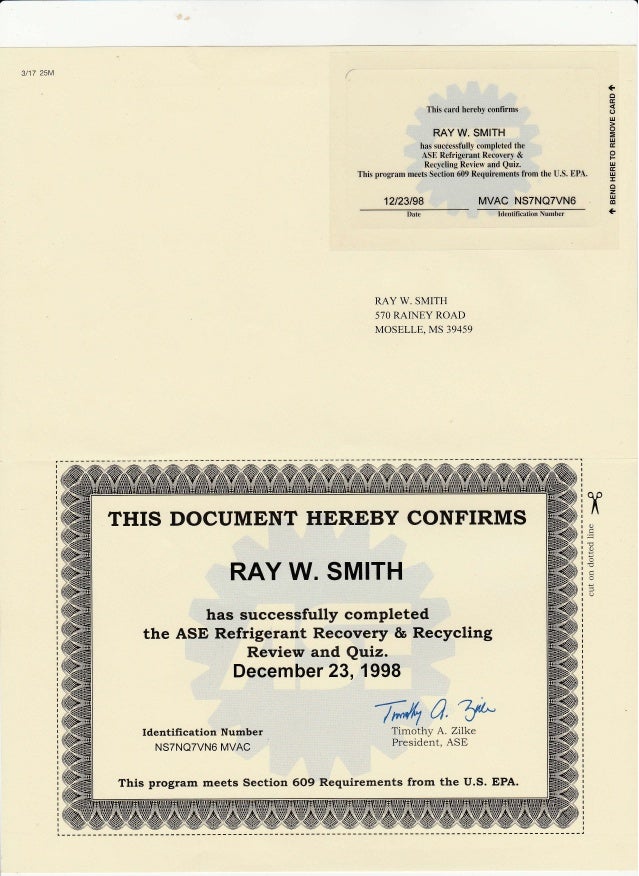 3/17 25M
This card hereby confirms
RAY W. SMITH
has successfully completed the
ASE Refrigerant Recovery &
Recycling Review and Quiz.
This program meets Section 609 Requirements from the U.S. EPA.
12/23/98 MVAC NS7NQ7VN6
Date Identification Number
BEND HERE TO REMOVE CARD
RAY W. SMITH
570 RAINEY ROAD
MOSELLE, MS 39459
THIS DOCUMENT HEREBY CONFIRMS
RAY W. SMITH
has successfully completed
the ASE Refrigerant Recovery & Recycling
Review and Quiz.
December 23, 1998
Timothy A. Zilke
Identification Number Timothy A. Zilke
NS7NQ7VN6 MVAC President, ASE
This program meets Section 609 Requirements from the U.S. EPA.
cut on dotted line
ASE